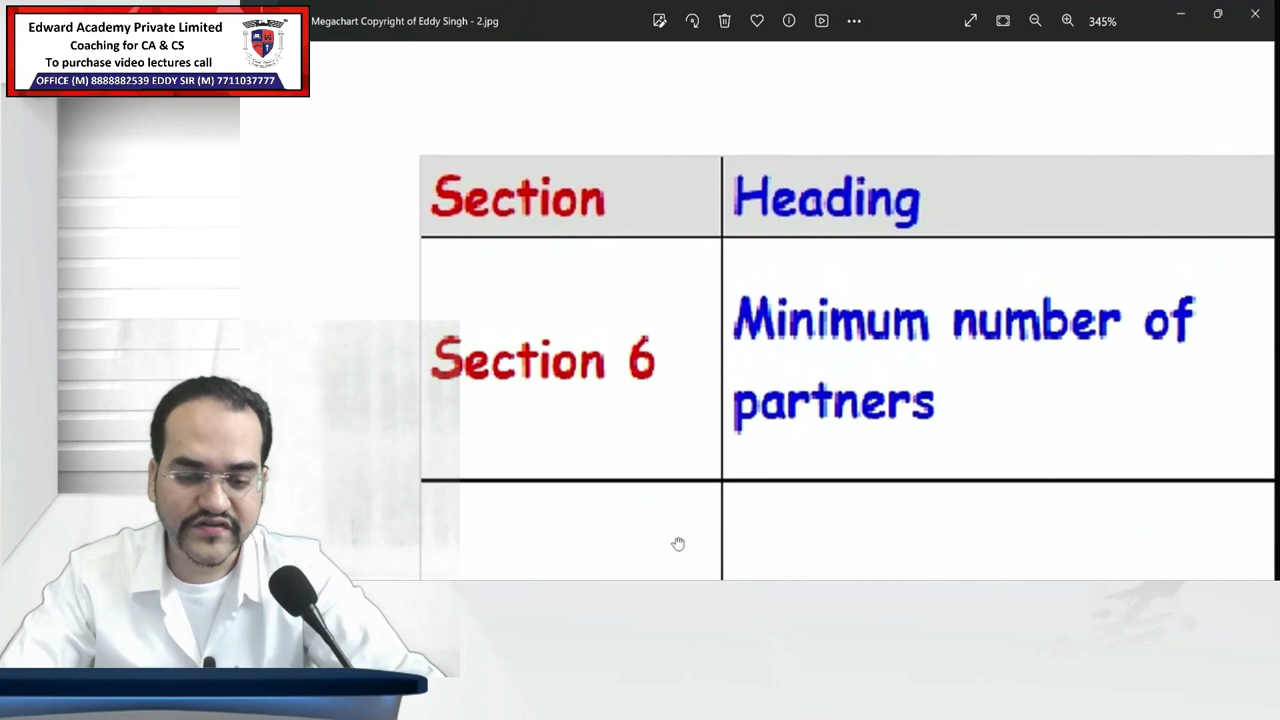 Edward Academy Private Limited
Coaching for CA & CS
To purchase video lectures call
OFFICE (M) 8888882539 EDDY SIR (M) 7711037777
Megachart Copyright of Eddy Singh - 2.jpg
345%
Section Heading
Section 6 Minimum number of
partners